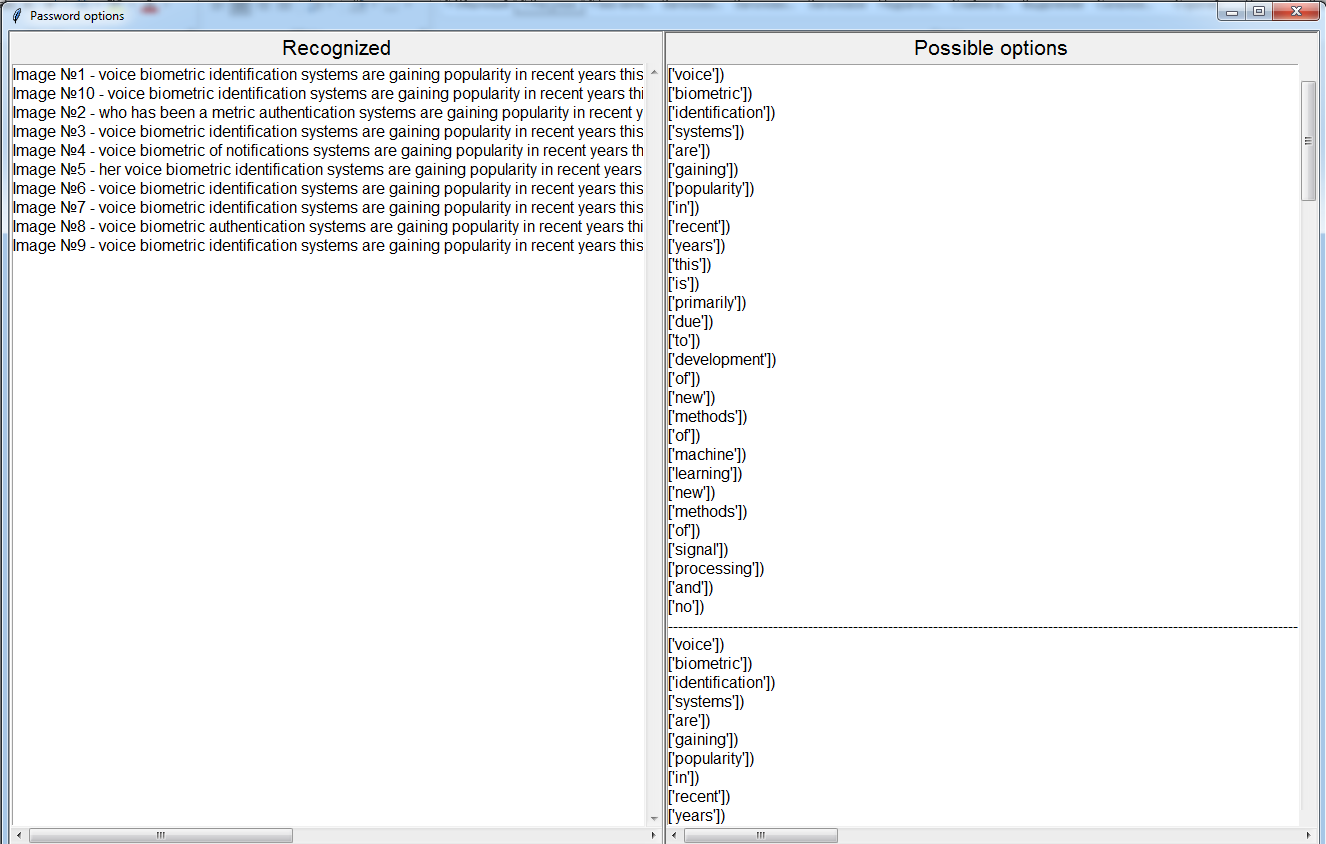 Password options
Recognized
Image №1 - voice biometric identification systems are gaining popularity in recent years this
Image №10 - voice biometric identification systems are gaining popularity in recent years thi
Image №2 - who has been a metric authentication systems are gaining popularity in recent y
Image №3 - voice biometric identification systems are gaining popularity in recent years this
Image №4 - voice biometric of notifications systems are gaining popularity in recent years th
Image №5 - her voice biometric identification systems are gaining popularity in recent years
Image №6 - voice biometric identification systems are gaining popularity in recent years this
Image №7 - voice biometric identification systems are gaining popularity in recent years this
Image №8 - voice biometric authentication systems are gaining popularity in recent years thi
Image №9 - voice biometric identification systems are gaining popularity in recent years this
Possible options
['voice'])
['biometric'])
['identification'])
['systems'])
['are'])
['gaining'])
['popularity'])
['in'])
['recent'])
['years'])
['this'])
['is'])
['primarily'])
['due'])
['to'])
['development'])
['of'])
['new'])
['methods'])
['of'])
['machine'])
['learning'])
['new'])
['methods'])
['of'])
['signal'])
['processing'])
['and'])
['no'])
['voice'])
['biometric'])
['identification'])
['systems'])
['are'])
['gaining'])
['popularity'])
['in'])
['recent'])
['years'])